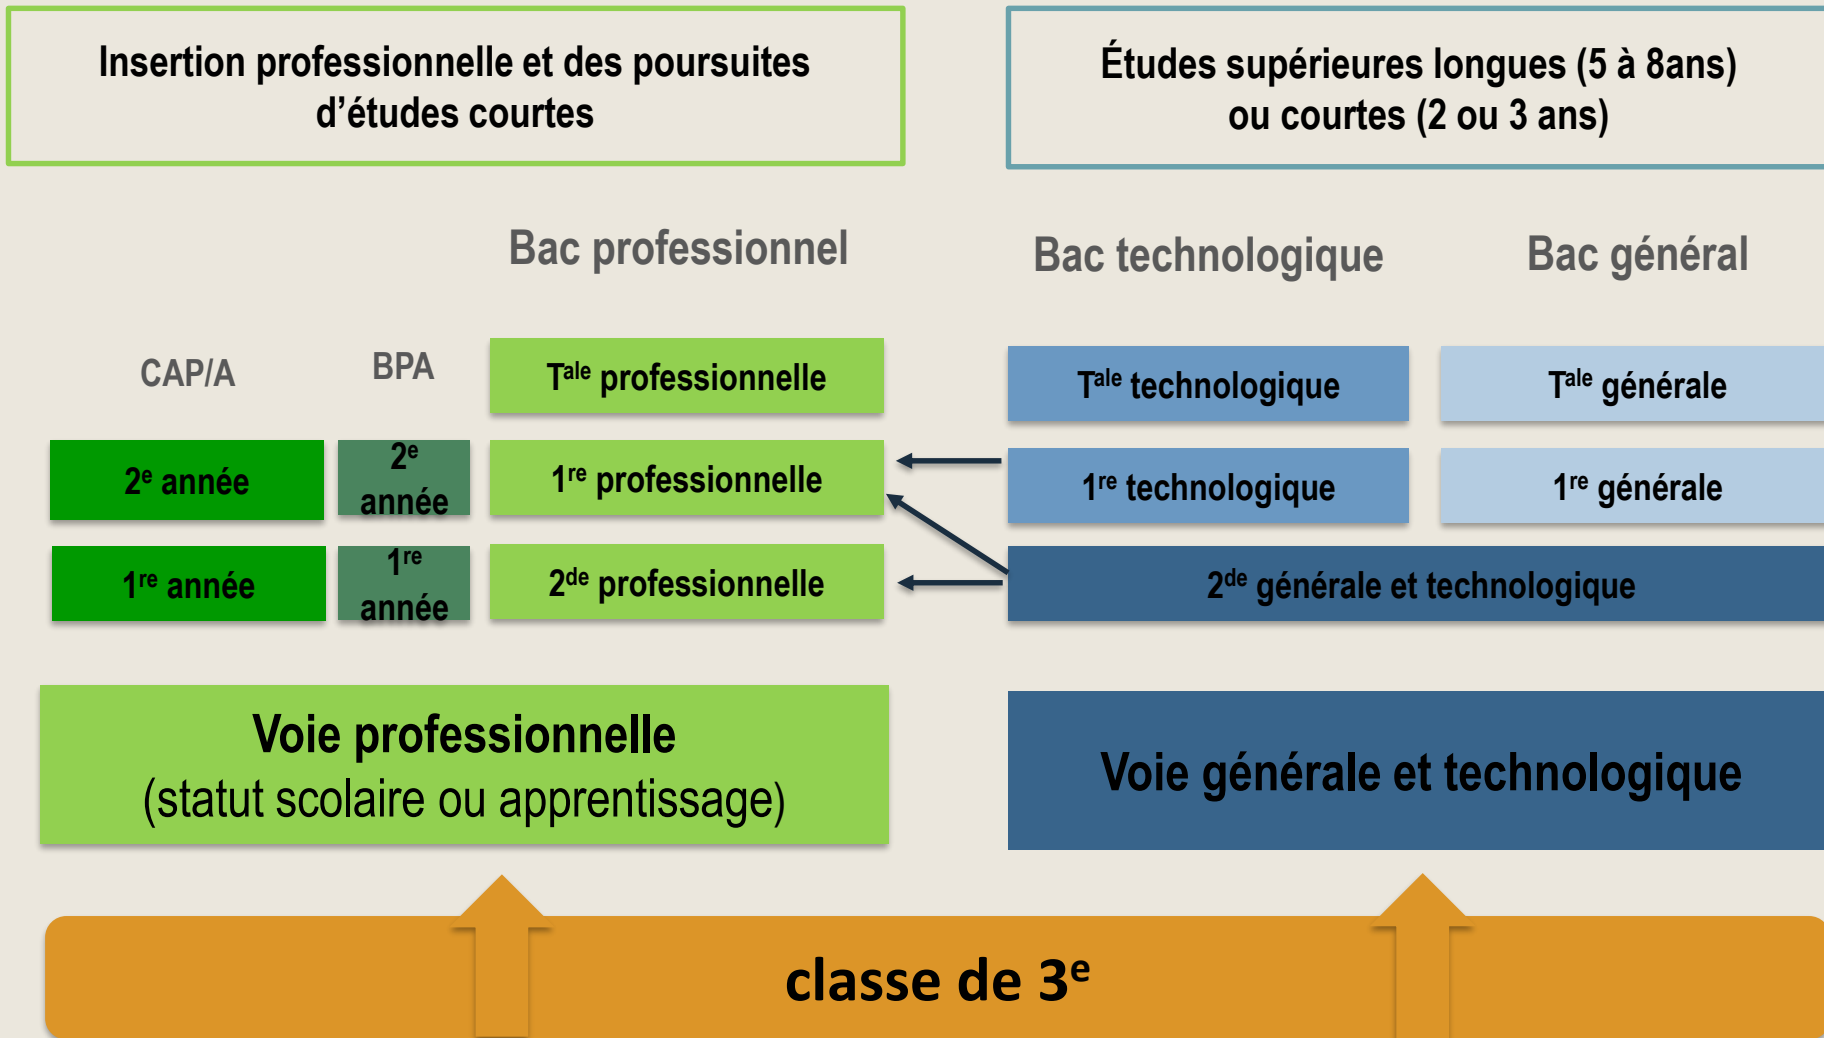 Insertion professionnelle et des poursuites
d’études courtes
Études supérieures longues (5 à 8ans)
ou courtes (2 ou 3 ans)
Bac professionnel
Bac technologique
Bac général
CAP/A
BPA
Tale professionnelle
Tale technologique
Tale générale
2e année
2e
année
1re professionnelle
1re technologique
1re générale
1re année
1re
année
2de professionnelle
2de générale et technologique
Voie professionnelle
(statut scolaire ou apprentissage)
Voie générale et technologique
classe de 3e